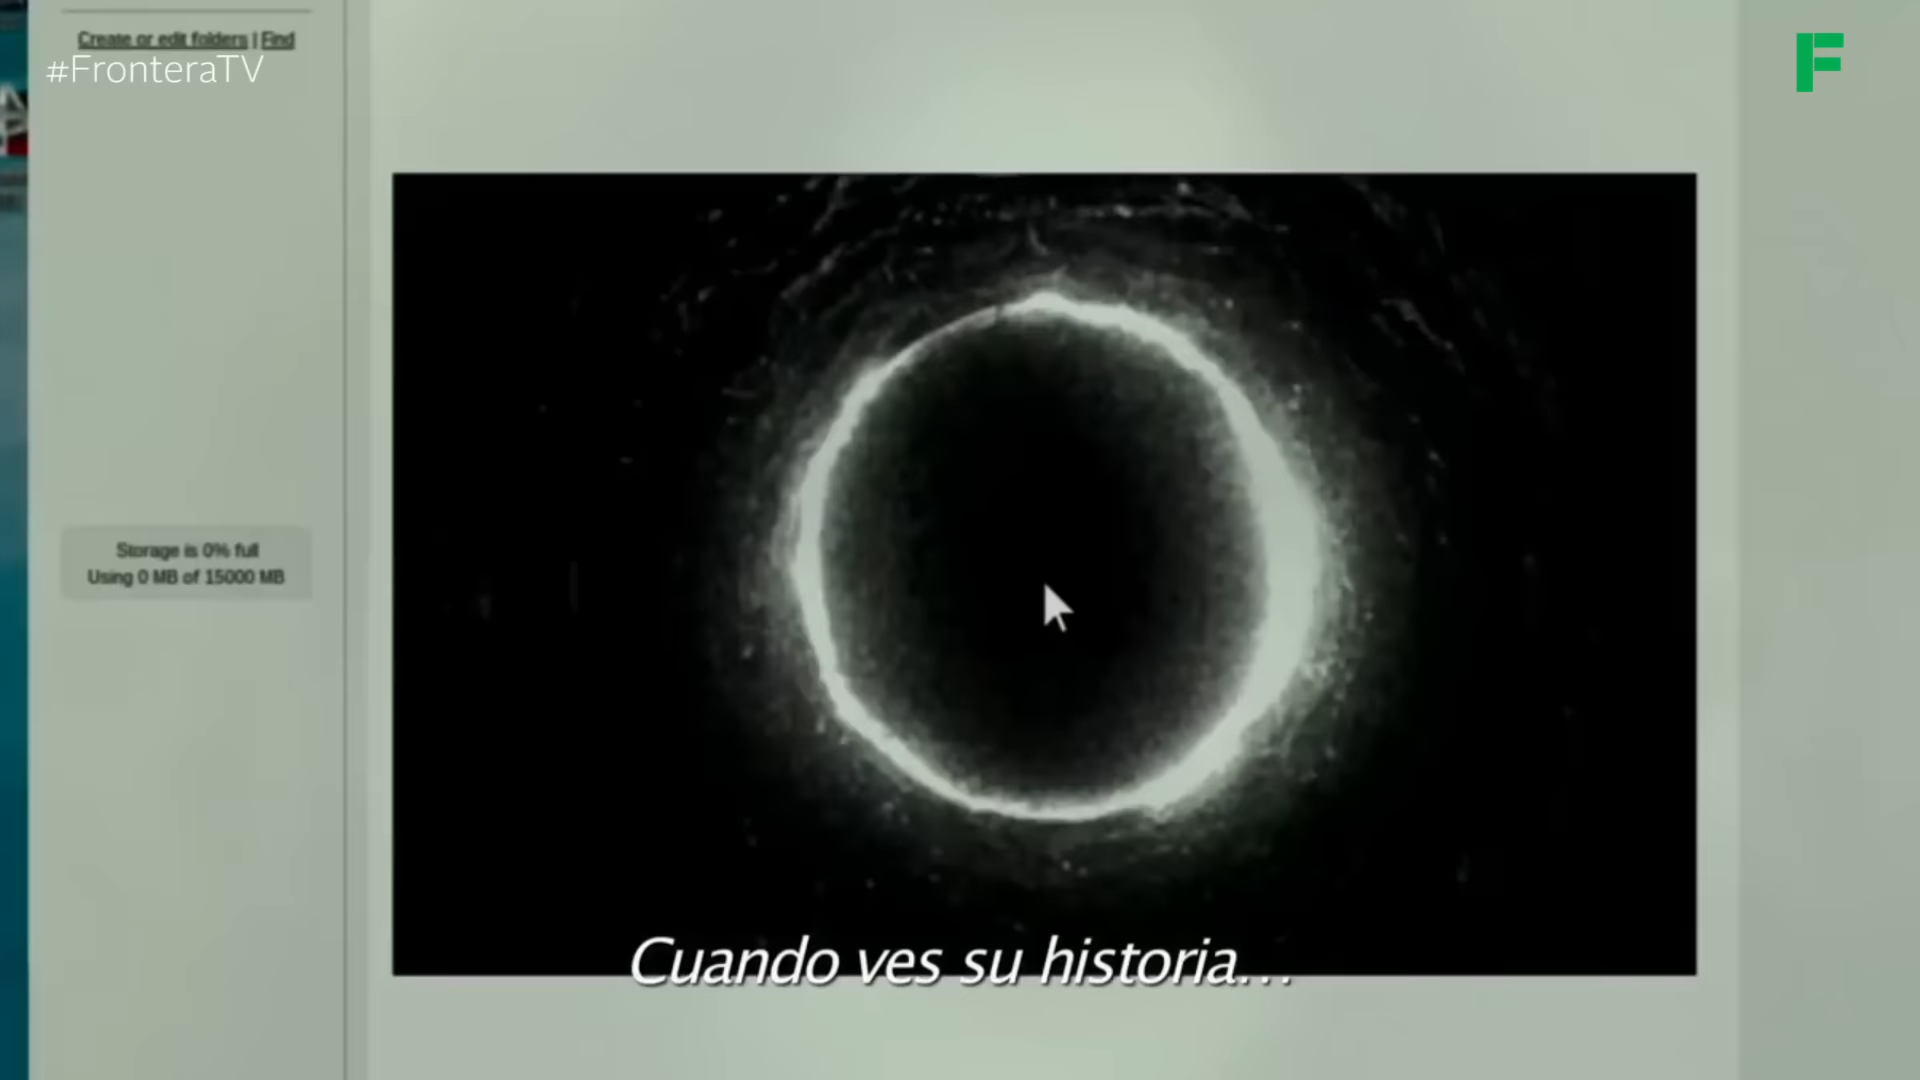 Create or edit folders | Find
#FronteraTV
F
Storage is 0% full
Using 0 MB of 15000 MB
Cuando ves su historia...